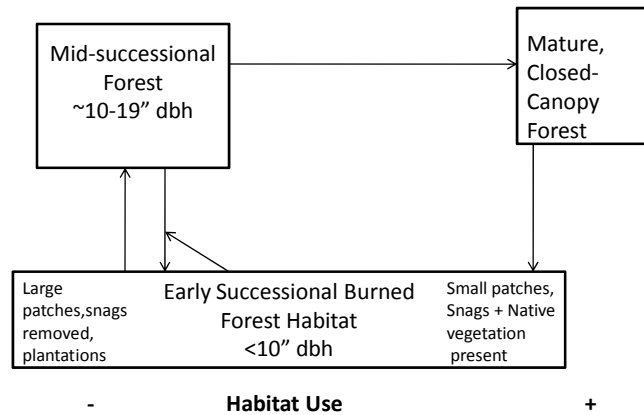 Mid-successional
Forest
~10-19” dbh
Mature,
Closed-
Canopy
Forest
Large
patches,snags
removed,
plantations
Early Successional Burned
Forest Habitat
<10” dbh
Small patches,
Snags + Native
vegetation
present
- Habitat Use +